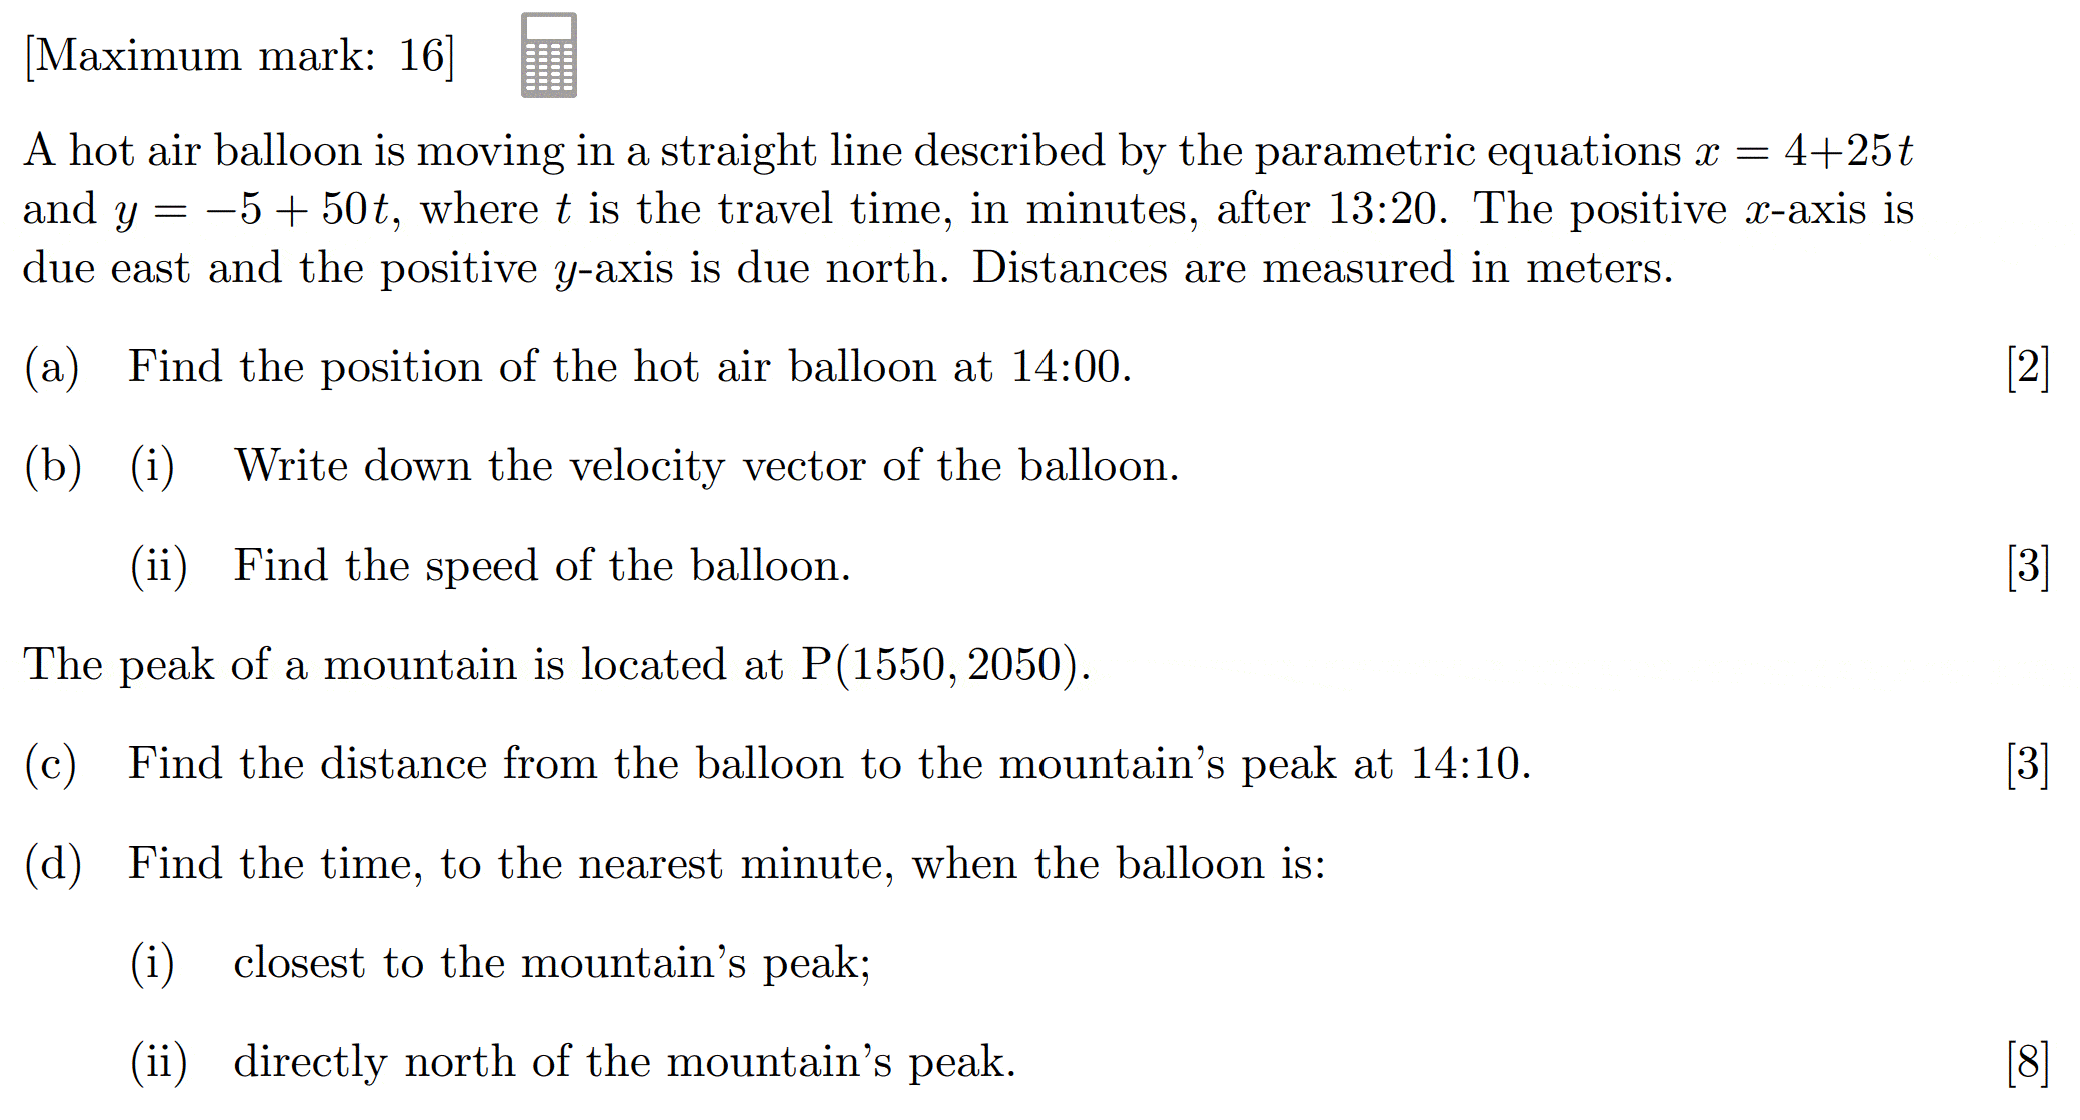 [Maximum mark: 16]
A hot air balloon is moving in a straight line described by the parametric equations x = 4+25t
and y = −5 + 50t, where t is the travel time, in minutes, after 13:20. The positive x-axis is
due east and the positive y-axis is due north. Distances are measured in meters.
(a) Find the position of the hot air balloon at 14:00. [2]
(b) (i) Write down the velocity vector of the balloon.
(ii) Find the speed of the balloon. [3]
The peak of a mountain is located at P(1550, 2050).
(c) Find the distance from the balloon to the mountain's peak at 14:10. [3]
(d) Find the time, to the nearest minute, when the balloon is:
(i) closest to the mountain's peak;
(ii) directly north of the mountain's peak. [8]